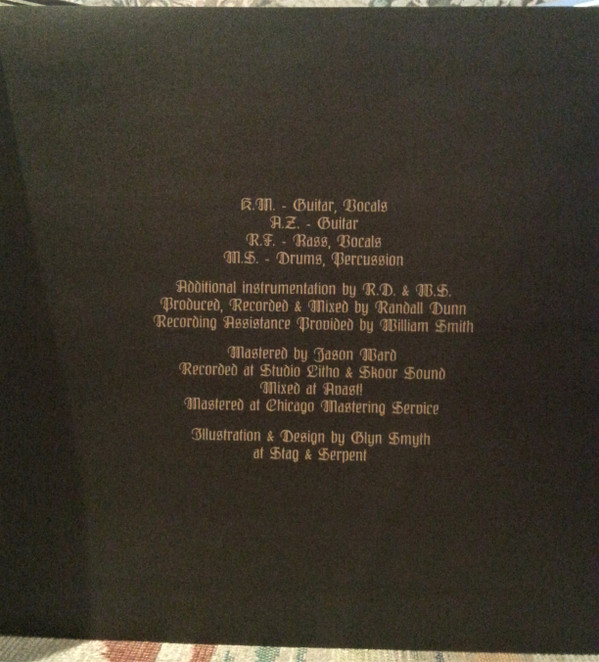 K.M. - Guitar, Vocals
A.Z. - Guitar
R.F. - Bass, Vocals
M.S. - Drums, Percussion
Additional instrumentation by R.D. & W.S.
Produced, Recorded & Mixed by Randall Dunn
Recording Assistance Provided by William Smith
Mastered by Jason Ward
Recorded at Studio Litho & Skoor Sound
Mixed at Avast!
Mastered at Chicago Mastering Service
Illustration & Design by Glyn Smyth
at Stag & Serpent